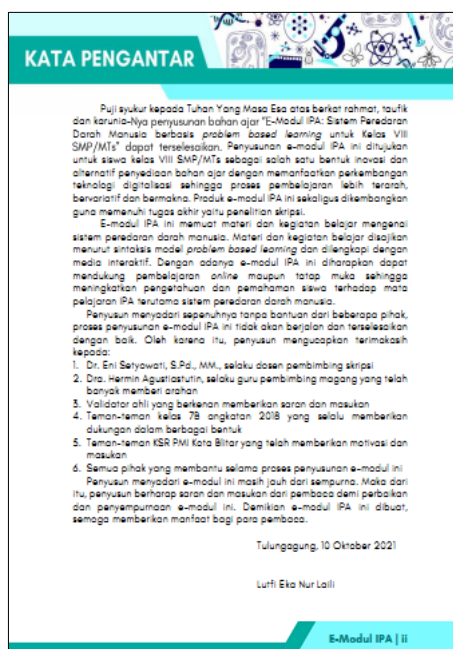 KATA PENGANTAR
Puji syukur kepada Tuhan Yang Masa Esa atas berkat rahmat, taufik
dan karunia-Nya penyusunan bahan ajar "E-Modul IPA: Sistem Peredaran
Darah Manusia berbasis problem based learning untuk Kelas VIII
SMP/MTs" dapat terselesaikan. Penyusunan e-modul IPA ini ditujukan
untuk siswa kelas VIII SMP/MTs sebagai salah satu bentuk inovasi dan
alternatif penyediaan bahan ajar dengan memanfaatkan perkembangan
teknologi digitalisasi sehingga proses pembelajaran lebih terarah,
bervariatif dan bermakna. Produk e-modul IPA ini sekaligus dikembangkan
guna memenuhi tugas akhir yaitu penelitian skripsi.
E-modul IPA ini memuat materi dan kegiatan belajar mengenai
sistem peredaran darah manusia. Materi dan kegiatan belajar disajikan
menurut sintaksis model problem based learning dan dilengkapi dengan
media interaktif. Dengan adanya e-modul IPA ini diharapkan dapat
mendukung pembelajaran online maupun tatap muka sehingga
meningkatkan pengetahuan dan pemahaman siswa terhadap mata
pelajaran IPA terutama sistem peredaran darah manusia.
Penyusun menyadari sepenuhnya tanpa bantuan dari beberapa pihak,
proses penyusunan e-modul IPA ini tidak akan berjalan dan terselesaikan
dengan baik. Oleh karena itu, penyusun mengucapkan terimakasih
kepada:
1. Dr. Eni Setyowati, S.Pd., MM., selaku dosen pembimbing skripsi
2. Dra. Hermin Agustiastutin, selaku guru pembimbing magang yang telah
banyak memberi arahan
3. Validator ahli yang berkenan memberikan saran dan masukan
4. Teman-teman kelas 7B angkatan 2018 yang selalu memberikan
dukungan dalam berbagai bentuk
5. Teman-teman KSR PMI Kota Blitar yang telah memberikan motivasi dan
masukan
6. Semua pihak yang membantu selama proses penyusunan e-modul ini
Penyusun menyadari e-modul ini masih jauh dari sempurna. Maka dari
itu, penyusun berharap saran dan masukan dari pembaca demi perbaikan
dan penyempurnaan e-modul ini. Demikian e-modul IPA ini dibuat,
semoga memberikan manfaat bagi para pembaca.
Tulungagung, 10 Oktober 2021
Lutfi Eka Nur Laili
E-Modul IPA | ii